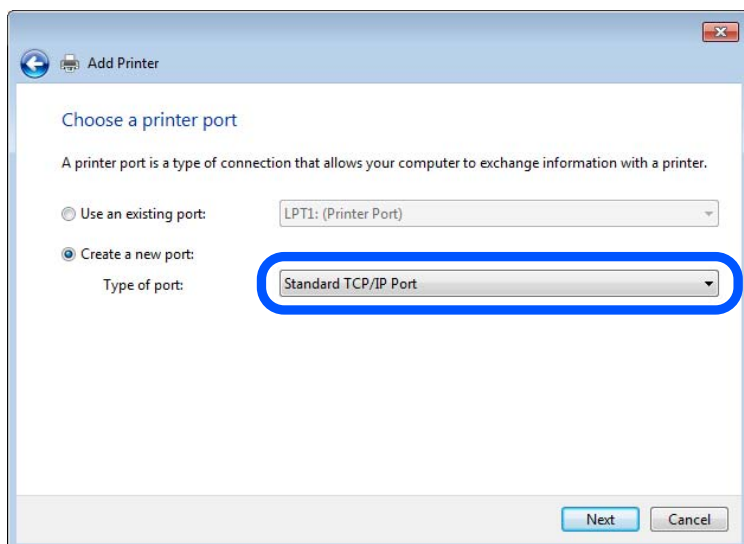 Add Printer
Choose a printer port
A printer port is a type of connection that allows your computer to exchange information with a printer.
Use an existing port:
LPT1: (Printer Port)
Create a new port:
Type of port:
Standard TCP/IP Port
Next
Cancel